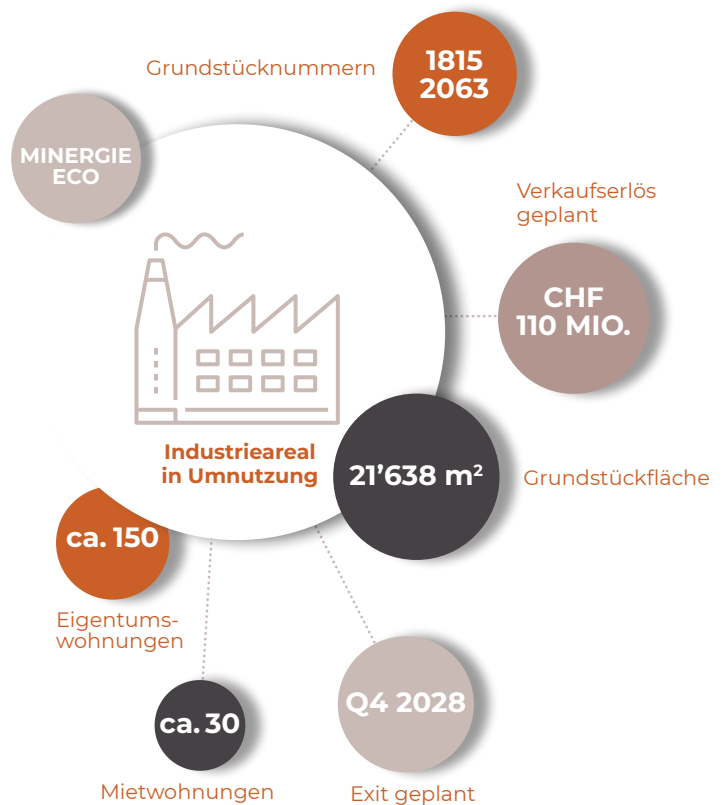 Grundstücknummern
1815
2063
MINERGIE
ECO
Verkaufserlös
geplant
CHF
110 MIO.
Industrieareal
in Umnutzung
21’638 m²
Grundstückfläche
ca. 150
Eigentums-
wohnungen
ca. 30
Mietwohnungen
Q4 2028
Exit geplant